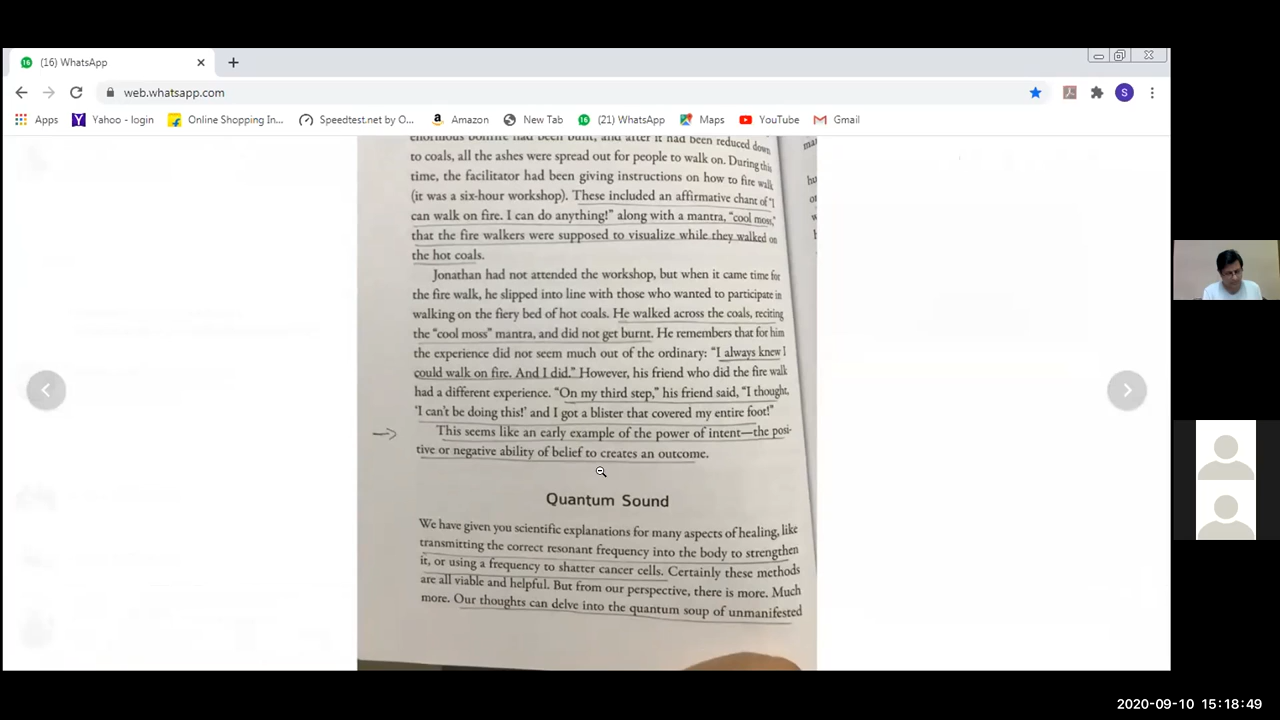 (16) WhatsApp
web.whatsapp.com
S
Apps
Yahoo - login
Online Shopping In...
Speedtest.net by O...
Amazon
New Tab
(21) WhatsApp
Maps
YouTube
Gmail
enormous bonfire had been built, and after it had been reduced down
to coals, all the ashes were spread out for people to walk on. During this
time, the facilitator had been giving instructions on how to fire walk
(it was a six-hour workshop). These included an affirmative chant of "I
can walk on fire. I can do anything!" along with a mantra, "cool moss,"
that the fire walkers were supposed to visualize while they walked on
the hot coals.
Jonathan had not attended the workshop, but when it came time for
the fire walk, he slipped into line with those who wanted to participate in
walking on the fiery bed of hot coals. He walked across the coals, reciting
the "cool moss" mantra, and did not get burnt. He remembers that for him
the experience did not seem much out of the ordinary: "I always knew I
could walk on fire. And I did." However, his friend who did the fire walk
had a different experience. "On my third step," his friend said, "I thought,
'I can't be doing this!' and I got a blister that covered my entire foot!"
This seems like an early example of the power of intent—the posi-
tive or negative ability of belief to creates an outcome.
Quantum Sound
We have given you scientific explanations for many aspects of healing, like
transmitting the correct resonant frequency into the body to strengthen
it, or using a frequency to shatter cancer cells. Certainly these methods
are all viable and helpful. But from our perspective, there is more. Much
more. Our thoughts can delve into the quantum soup of unmanifested
2020-09-10 15:18:49